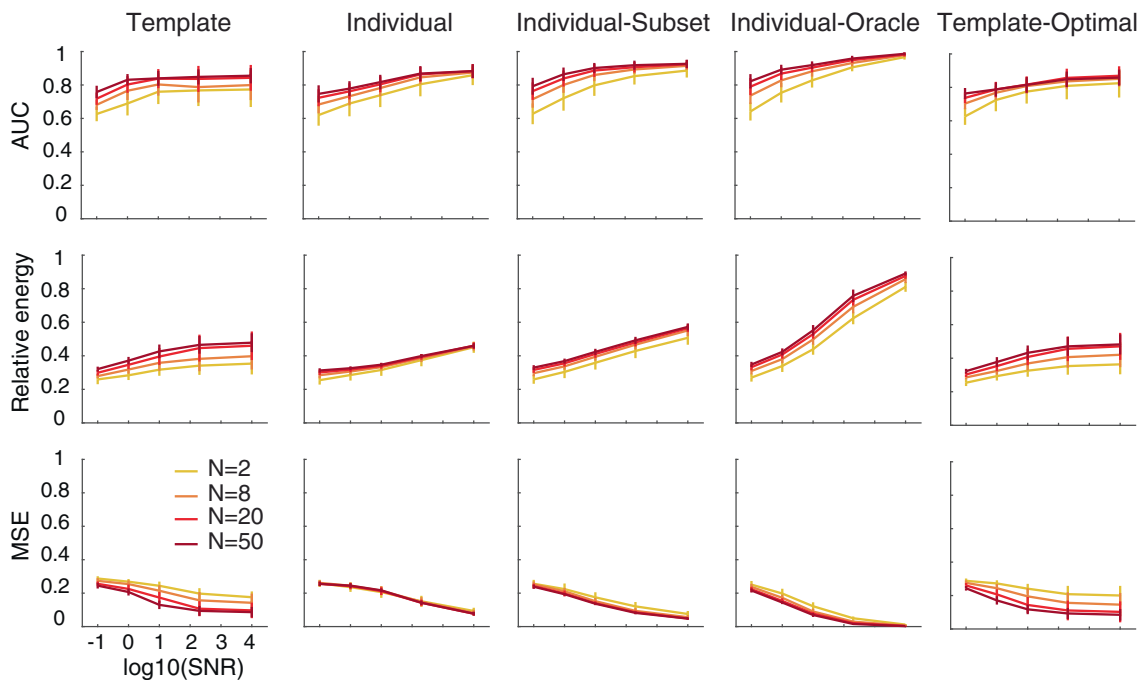 Template Individual Individual-Subset Individual-Oracle Template-Optimal
AUC
1
0.8
0.6
0.4
0.2
0
Relative energy
1
0.8
0.6
0.4
0.2
0
MSE
1
0.8
0.6
0.4
0.2
0
N=2
N=8
N=20
N=50
-1 0 1 2 3 4
log10(SNR)